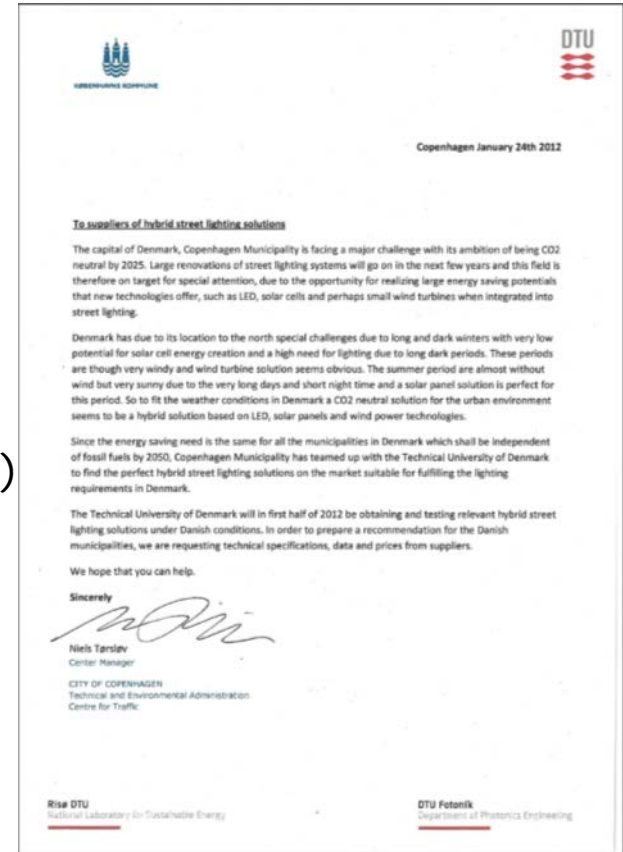 DTU
KØBENHAVNS KOMMUNE
Copenhagen January 24th 2012
To suppliers of hybrid street lighting solutions
The capital of Denmark, Copenhagen Municipality is facing a major challenge with its ambition of being CO2
neutral by 2025. Large renovations of street lighting systems will go on in the next few years and this field is
therefore on target for special attention, due to the opportunity for realizing large energy saving potentials
that new technologies offer, such as LED, solar cells and perhaps small wind turbines when integrated into
street lighting.
Denmark has due to its location to the north special challenges due to long and dark winters with very low
potential for solar cell energy creation and a high need for lighting due to long dark periods. These periods
are though very windy and wind turbine solution seems obvious. The summer period are almost without
wind but very sunny due to the very long days and short night time and a solar panel solution is perfect for
this period. So to fit the weather conditions in Denmark a CO2 neutral solution for the urban environment
seems to be a hybrid solution based on LED, solar panels and wind power technologies.
Since the energy saving need is the same for all the municipalities in Denmark which shall be independent
of fossil fuels by 2050, Copenhagen Municipality has teamed up with the Technical University of Denmark
to find the perfect hybrid street lighting solutions on the market suitable for fulfilling the lighting
requirements in Denmark.
)
The Technical University of Denmark will in first half of 2012 be obtaining and testing relevant hybrid street
lighting solutions under Danish conditions. In order to prepare a recommendation for the Danish
municipalities, we are requesting technical specifications, data and prices from suppliers.
We hope that you can help.
Sincerely
Niels Tørsløv
Center Manager
CITY OF COPENHAGEN
Technical and Environmental Administration
Centre for Traffic
Risø DTU
National Laboratory for Sustainable Energy
DTU Fotonik
Department of Photonics Engineering